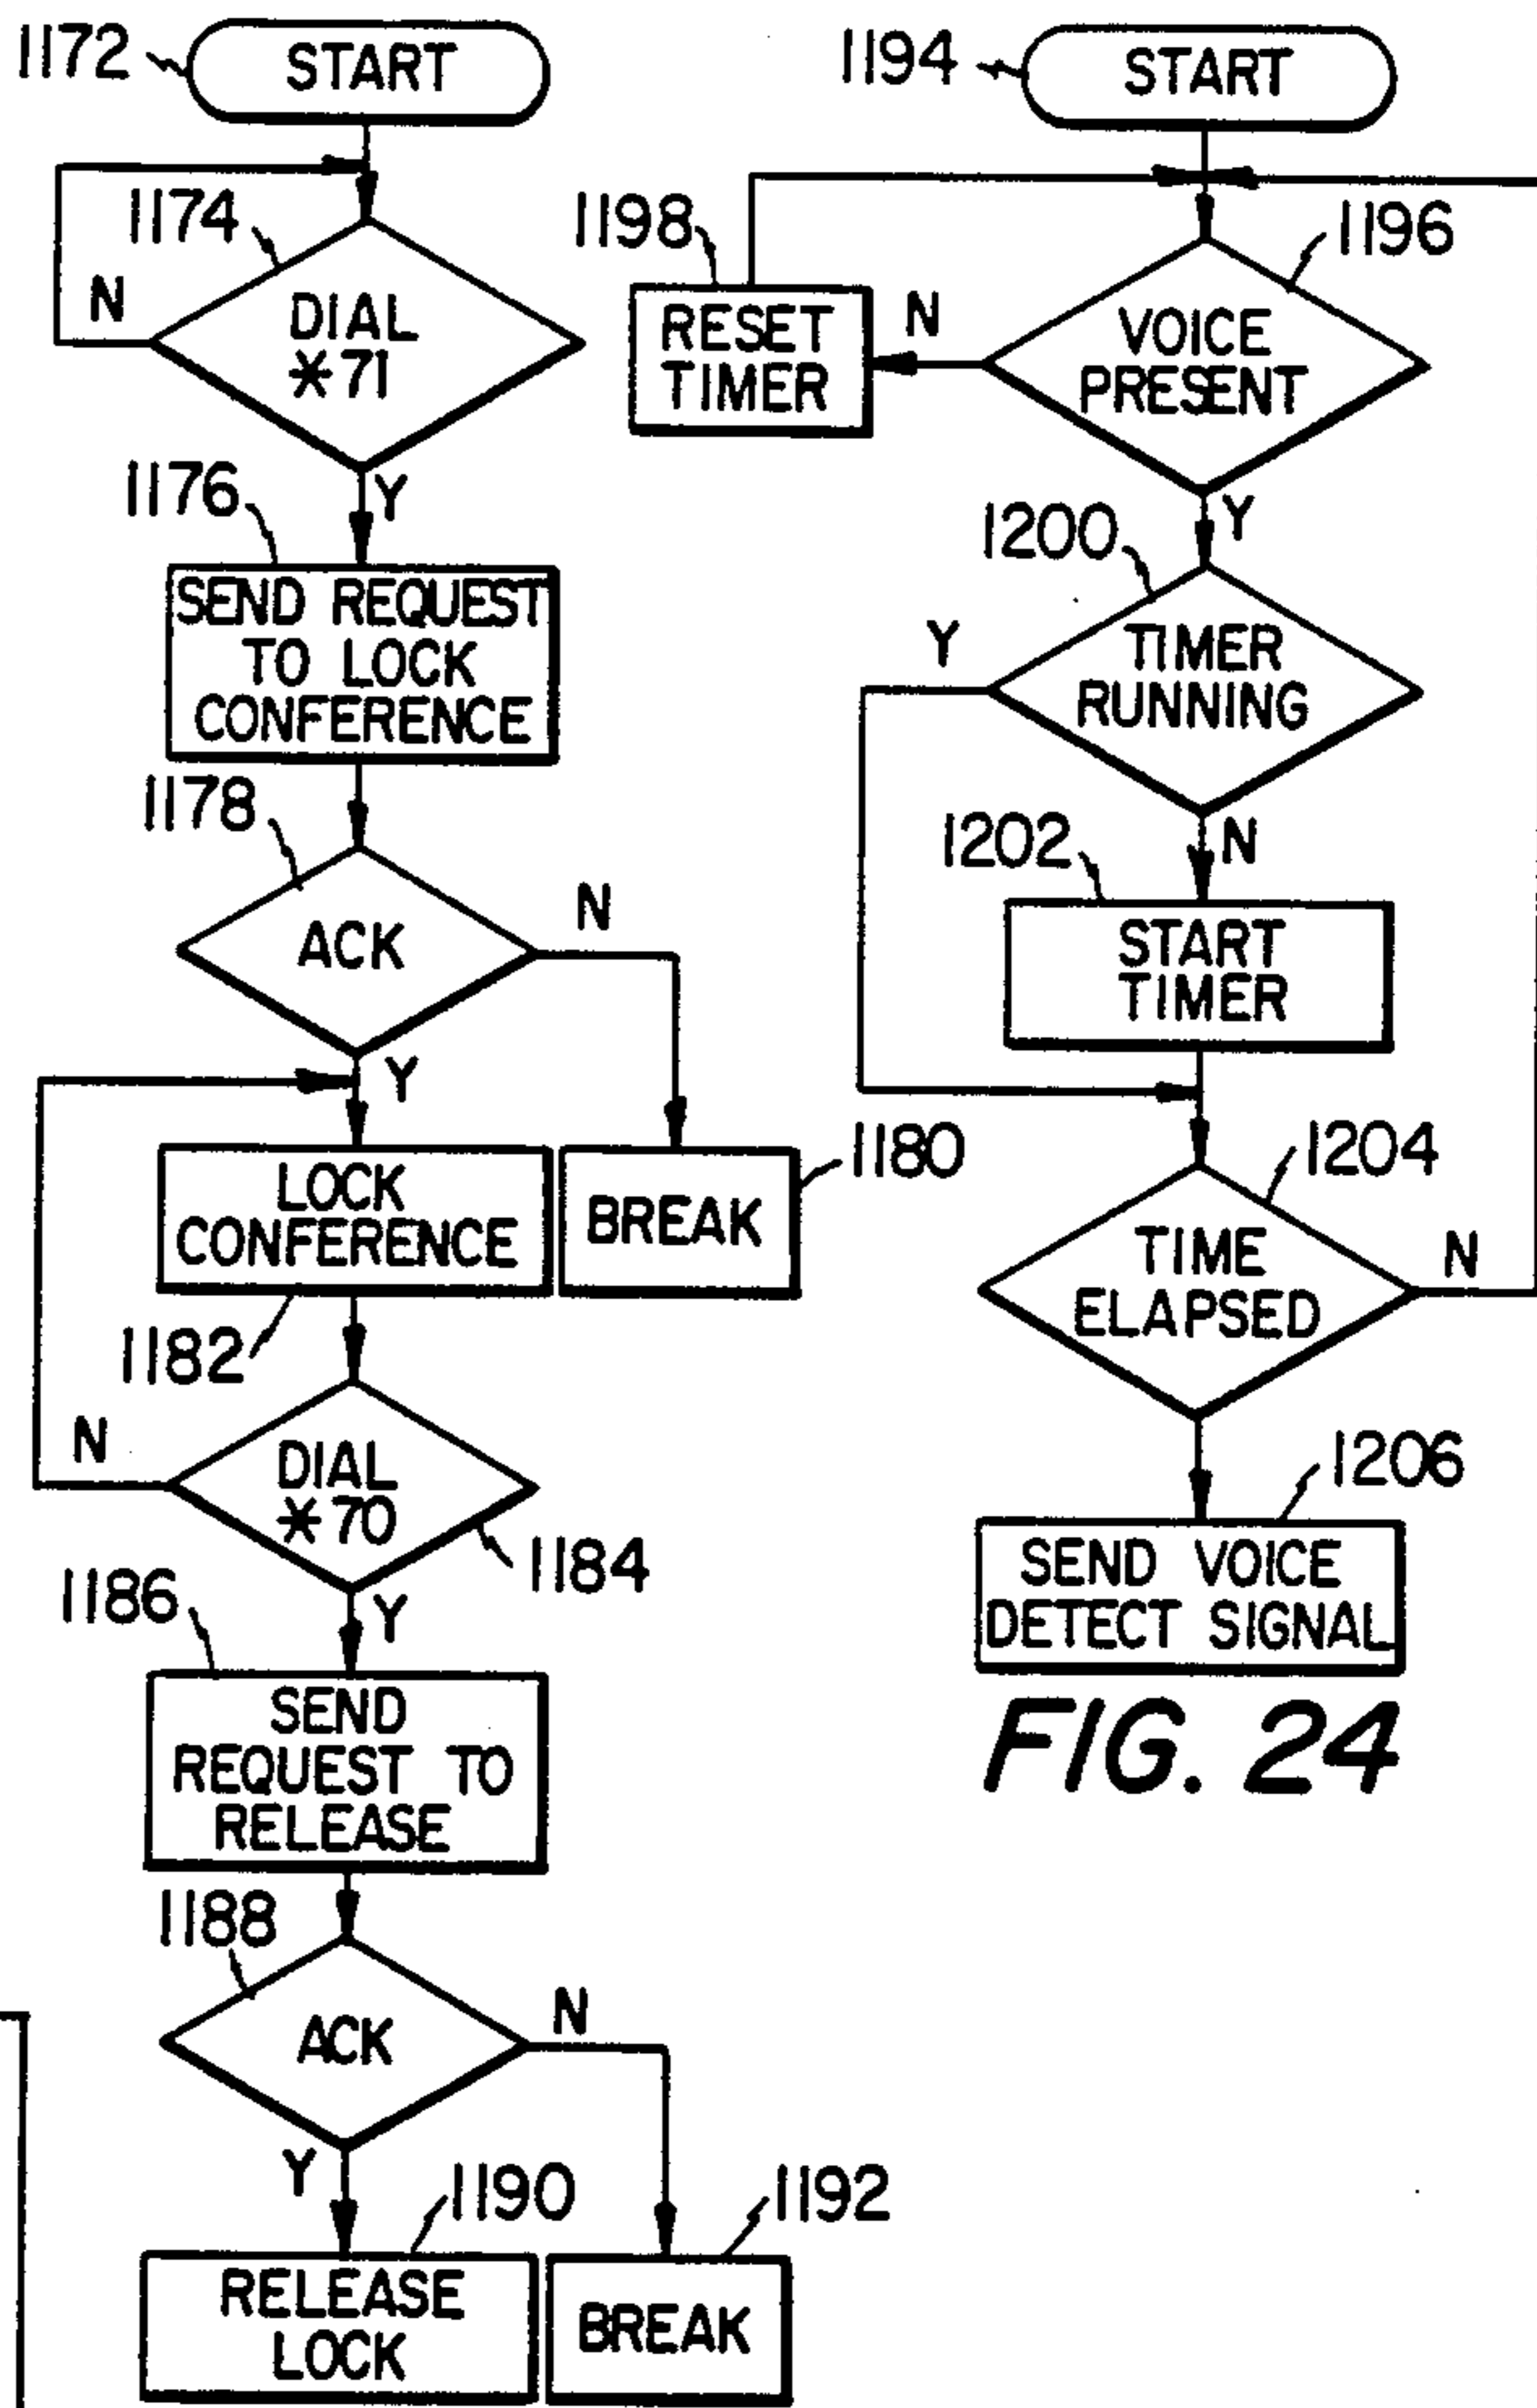 1172
START
1174
N
DIAL
*71
Y
1176
SEND REQUEST
TO LOCK
CONFERENCE
1178
ACK
N
Y
LOCK
CONFERENCE
BREAK
1180
1182
N
DIAL
*70
1184
1186
Y
SEND
REQUEST TO
RELEASE
1188
ACK
N
Y
1190
1192
RELEASE
LOCK
BREAK
1194
START
1198
1196
RESET
TIMER
N
VOICE
PRESENT
Y
1200
Y
TIMER
RUNNING
1202
N
START
TIMER
1204
TIME
ELAPSED
N
1206
SEND VOICE
DETECT SIGNAL
FIG. 24